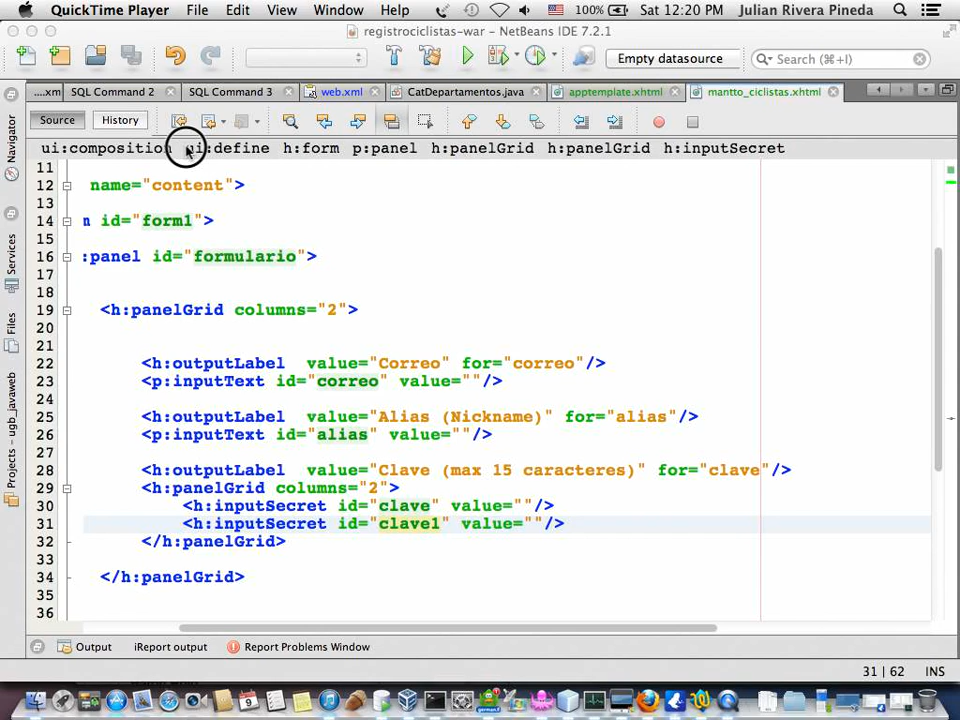 QuickTime Player File Edit View Window Help 100% Sat 12:20 PM Julian Rivera Pineda
registrociclistas-war - NetBeans IDE 7.2.1
Empty datasource Search (⌘+I)
...xm SQL Command 2 SQL Command 3 web.xml CatDepartamentos.java apptemplate.xhtml mantto_ciclistas.xhtml
Source History
ui:composition ui:define h:form p:panel h:panelGrid h:panelGrid h:inputSecret
11
12 name="content">
13
14 n id="form1">
15
16 :panel id="formulario">
17
18
19 <h:panelGrid columns="2">
20
21
22 <h:outputLabel value="Correo" for="correo"/>
23 <p:inputText id="correo" value=""/>
24
25 <h:outputLabel value="Alias (Nickname)" for="alias"/>
26 <p:inputText id="alias" value=""/>
27
28 <h:outputLabel value="Clave (max 15 caracteres)" for="clave"/>
29 <h:panelGrid columns="2">
30 <h:inputSecret id="clave" value=""/>
31 <h:inputSecret id="clave1" value=""/>
32 </h:panelGrid>
33
34 </h:panelGrid>
35
36
Navigator
Services
Files
Projects - ugb_javaweb
Output iReport output Report Problems Window
31 | 62 INS